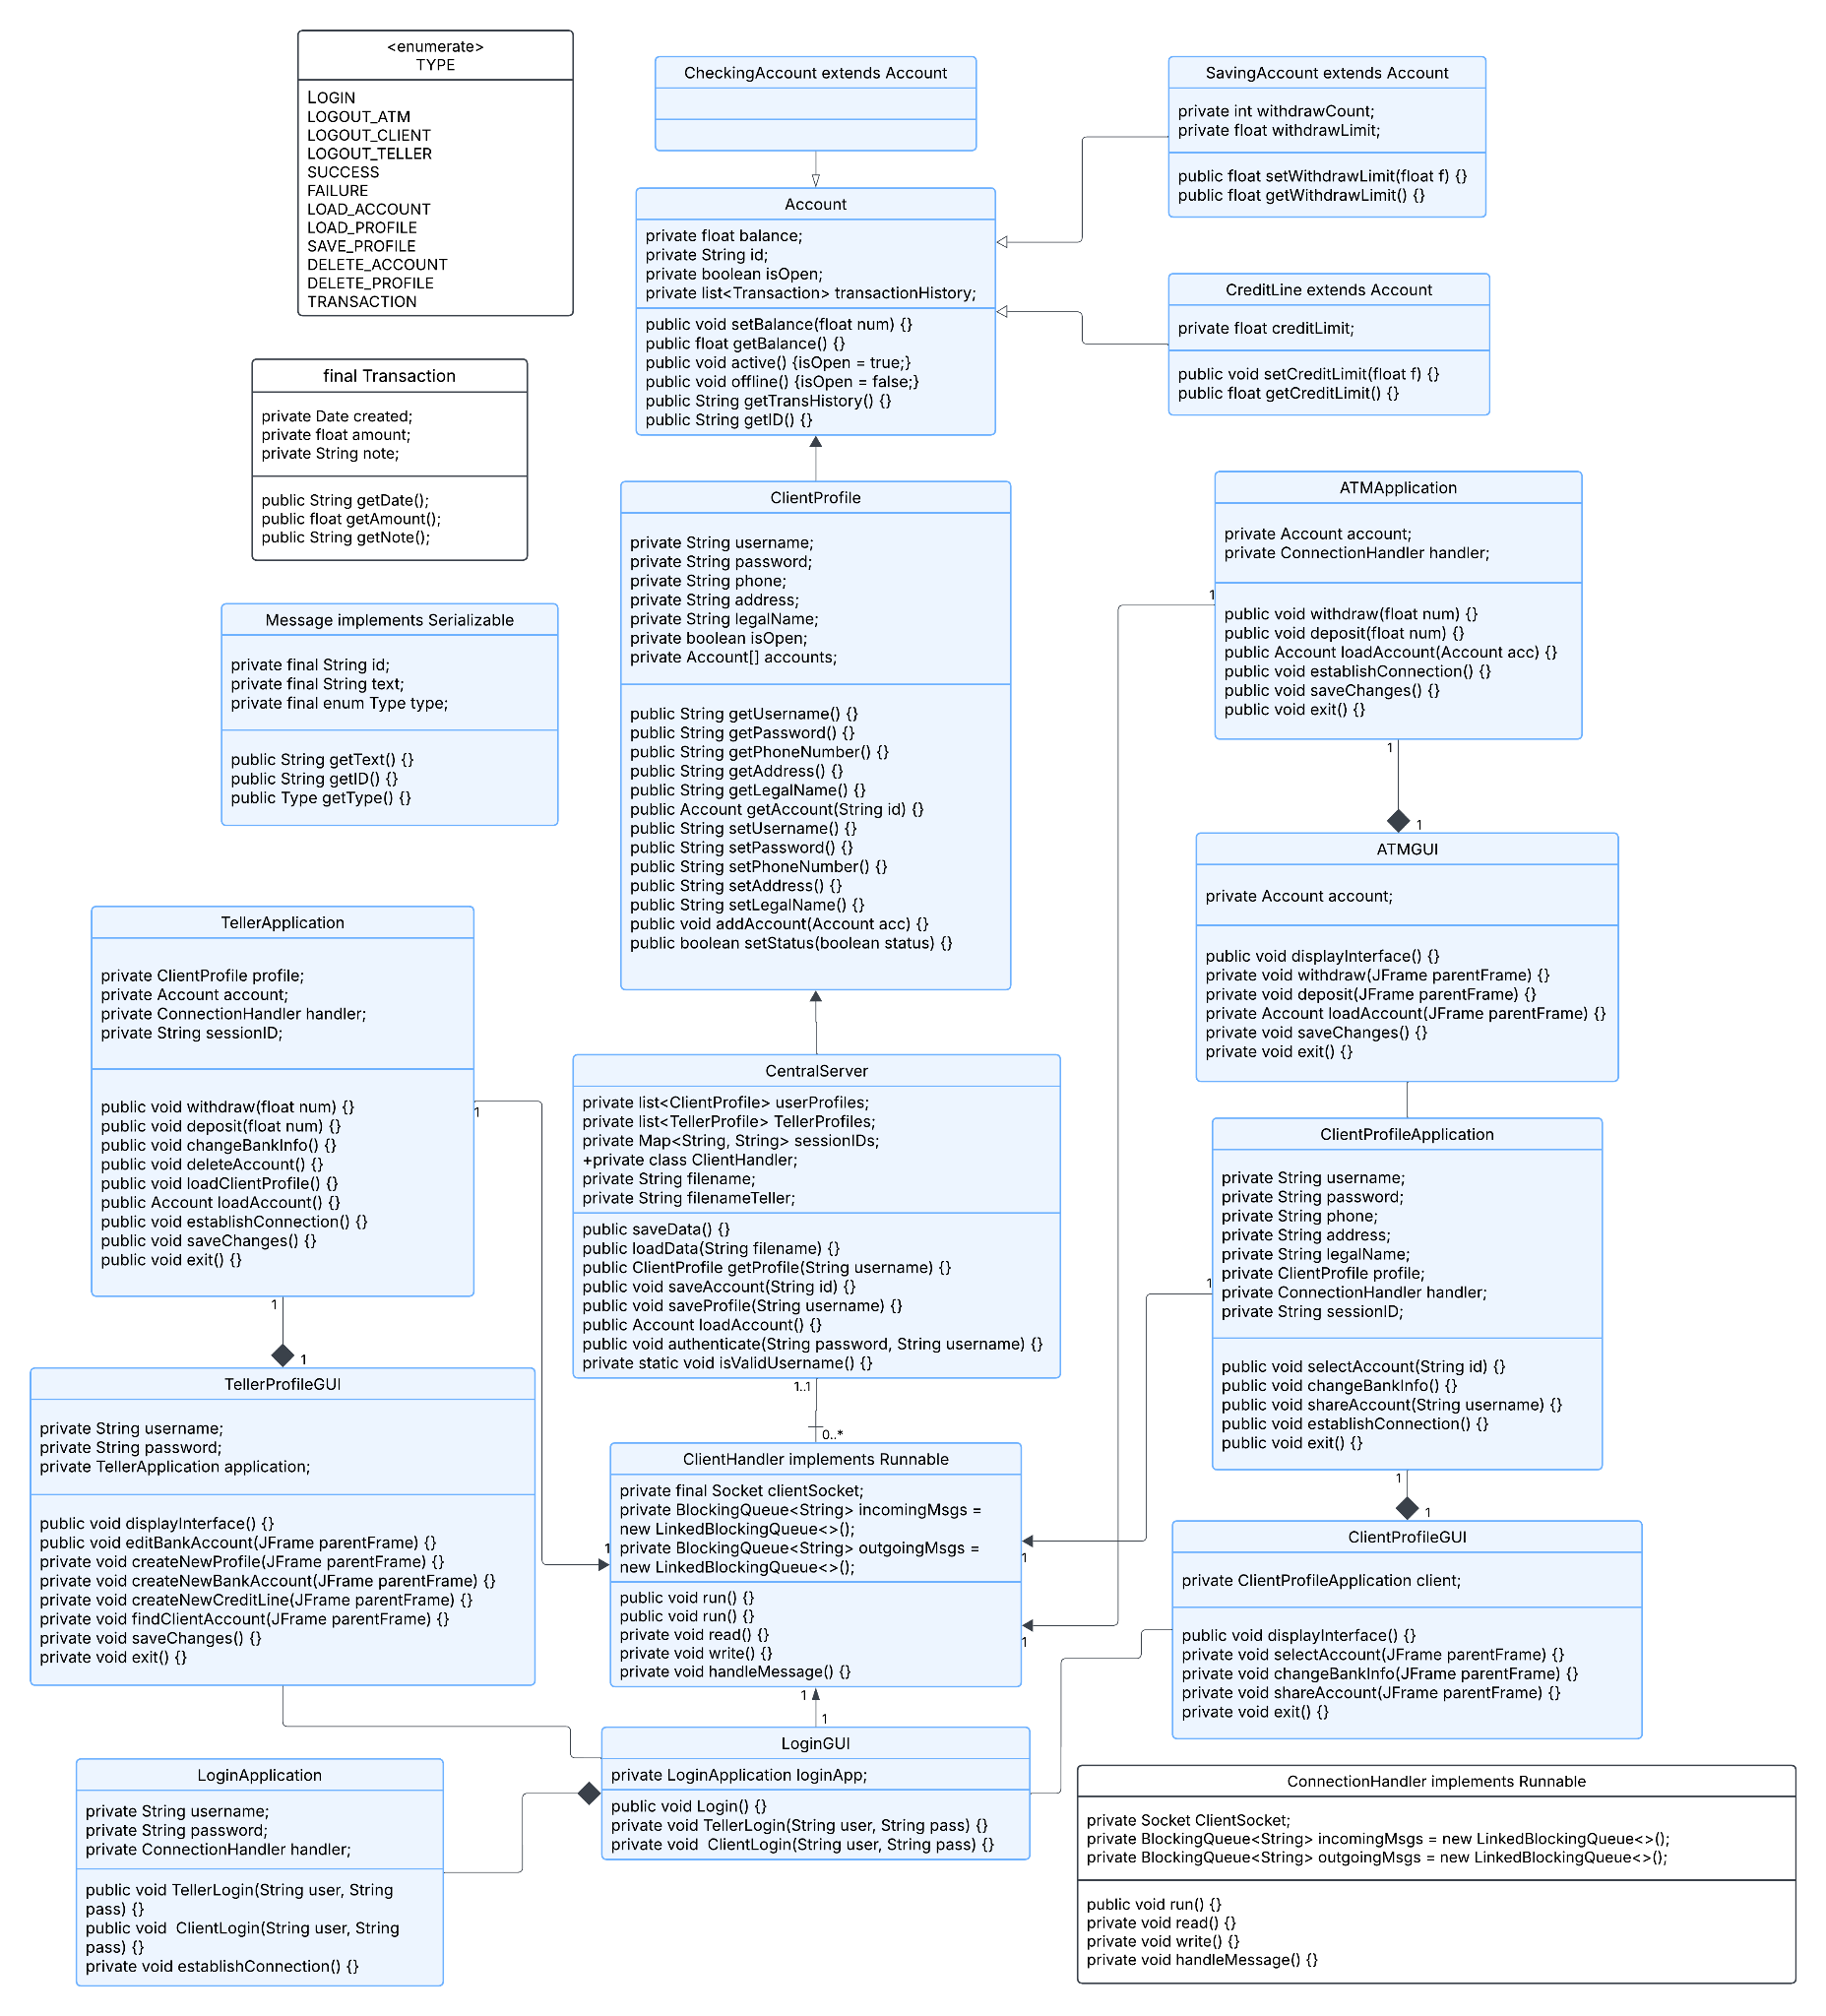 <enumerate>
TYPE
LOGIN
LOGOUT_ATM
LOGOUT_CLIENT
LOGOUT_TELLER
SUCCESS
FAILURE
LOAD_ACCOUNT
LOAD_PROFILE
SAVE_PROFILE
DELETE_ACCOUNT
DELETE_PROFILE
TRANSACTION
CheckingAccount extends Account
SavingAccount extends Account
private int withdrawCount;
private float withdrawLimit;
public float setWithdrawLimit(float f) {}
public float getWithdrawLimit() {}
Account
private float balance;
private String id;
private boolean isOpen;
private list<Transaction> transactionHistory;
public void setBalance(float num) {}
public float getBalance() {}
public void active() {isOpen = true;}
public void offline() {isOpen = false;}
public String getTransHistory() {}
public String getID() {}
CreditLine extends Account
private float creditLimit;
public void setCreditLimit(float f) {}
public float getCreditLimit() {}
final Transaction
private Date created;
private float amount;
private String note;
public String getDate();
public float getAmount();
public String getNote();
ClientProfile
private String username;
private String password;
private String phone;
private String address;
private String legalName;
private boolean isOpen;
private Account[] accounts;
public String getUsername() {}
public String getPassword() {}
public String getPhoneNumber() {}
public String getAddress() {}
public String getLegalName() {}
public Account getAccount(String id) {}
public String setUsername() {}
public String setPassword() {}
public String setPhoneNumber() {}
public String setAddress() {}
public String setLegalName() {}
public void addAccount(Account acc) {}
public boolean setStatus(boolean status) {}
ATMApplication
private Account account;
private ConnectionHandler handler;
1
public void withdraw(float num) {}
public void deposit(float num) {}
public Account loadAccount(Account acc) {}
public void establishConnection() {}
public void saveChanges() {}
public void exit() {}
1
1
Message implements Serializable
private final String id;
private final String text;
private final enum Type type;
public String getText() {}
public String getID() {}
public Type getType() {}
ATMGUI
private Account account;
public void displayInterface() {}
private void withdraw(JFrame parentFrame) {}
private void deposit(JFrame parentFrame) {}
private Account loadAccount(JFrame parentFrame) {}
private void saveChanges() {}
private void exit() {}
TellerApplication
private ClientProfile profile;
private Account account;
private ConnectionHandler handler;
private String sessionID;
public void withdraw(float num) {}
public void deposit(float num) {}
public void changeBankInfo() {}
public void deleteAccount() {}
public void loadClientProfile() {}
public Account loadAccount() {}
public void establishConnection() {}
public void saveChanges() {}
public void exit() {}
1
1
1
CentralServer
private list<ClientProfile> userProfiles;
private list<TellerProfile> TellerProfiles;
private Map<String, String> sessionIDs;
+private class ClientHandler;
private String filename;
private String filenameTeller;
public saveData() {}
public loadData(String filename) {}
public ClientProfile getProfile(String username) {}
public void saveAccount(String id) {}
public void saveProfile(String username) {}
public Account loadAccount() {}
public void authenticate(String password, String username) {}
private static void isValidUsername() {}
1..1
0..*
ClientProfileApplication
private String username;
private String password;
private String phone;
private String address;
private String legalName;
private ClientProfile profile;
private ConnectionHandler handler;
private String sessionID;
1
public void selectAccount(String id) {}
public void changeBankInfo() {}
public void shareAccount(String username) {}
public void establishConnection() {}
public void exit() {}
1
1
TellerProfileGUI
private String username;
private String password;
private TellerApplication application;
public void displayInterface() {}
public void editBankAccount(JFrame parentFrame) {}
private void createNewProfile(JFrame parentFrame) {}
private void createNewBankAccount(JFrame parentFrame) {}
private void createNewCreditLine(JFrame parentFrame) {}
private void findClientAccount(JFrame parentFrame) {}
private void saveChanges() {}
private void exit() {}
ClientHandler implements Runnable
private final Socket clientSocket;
private BlockingQueue<String> incomingMsgs =
new LinkedBlockingQueue<>();
private BlockingQueue<String> outgoingMsgs =
new LinkedBlockingQueue<>();
public void run() {}
public void run() {}
private void read() {}
private void write() {}
private void handleMessage() {}
1
1
1
1
1
ClientProfileGUI
private ClientProfileApplication client;
public void displayInterface() {}
private void selectAccount(JFrame parentFrame) {}
private void changeBankInfo(JFrame parentFrame) {}
private void shareAccount(JFrame parentFrame) {}
private void exit() {}
LoginGUI
private LoginApplication loginApp;
public void Login() {}
private void TellerLogin(String user, String pass) {}
private void ClientLogin(String user, String pass) {}
LoginApplication
private String username;
private String password;
private ConnectionHandler handler;
public void TellerLogin(String user, String
pass) {}
public void ClientLogin(String user, String
pass) {}
private void establishConnection() {}
ConnectionHandler implements Runnable
private Socket ClientSocket;
private BlockingQueue<String> incomingMsgs = new LinkedBlockingQueue<>();
private BlockingQueue<String> outgoingMsgs = new LinkedBlockingQueue<>();
public void run() {}
private void read() {}
private void write() {}
private void handleMessage() {}